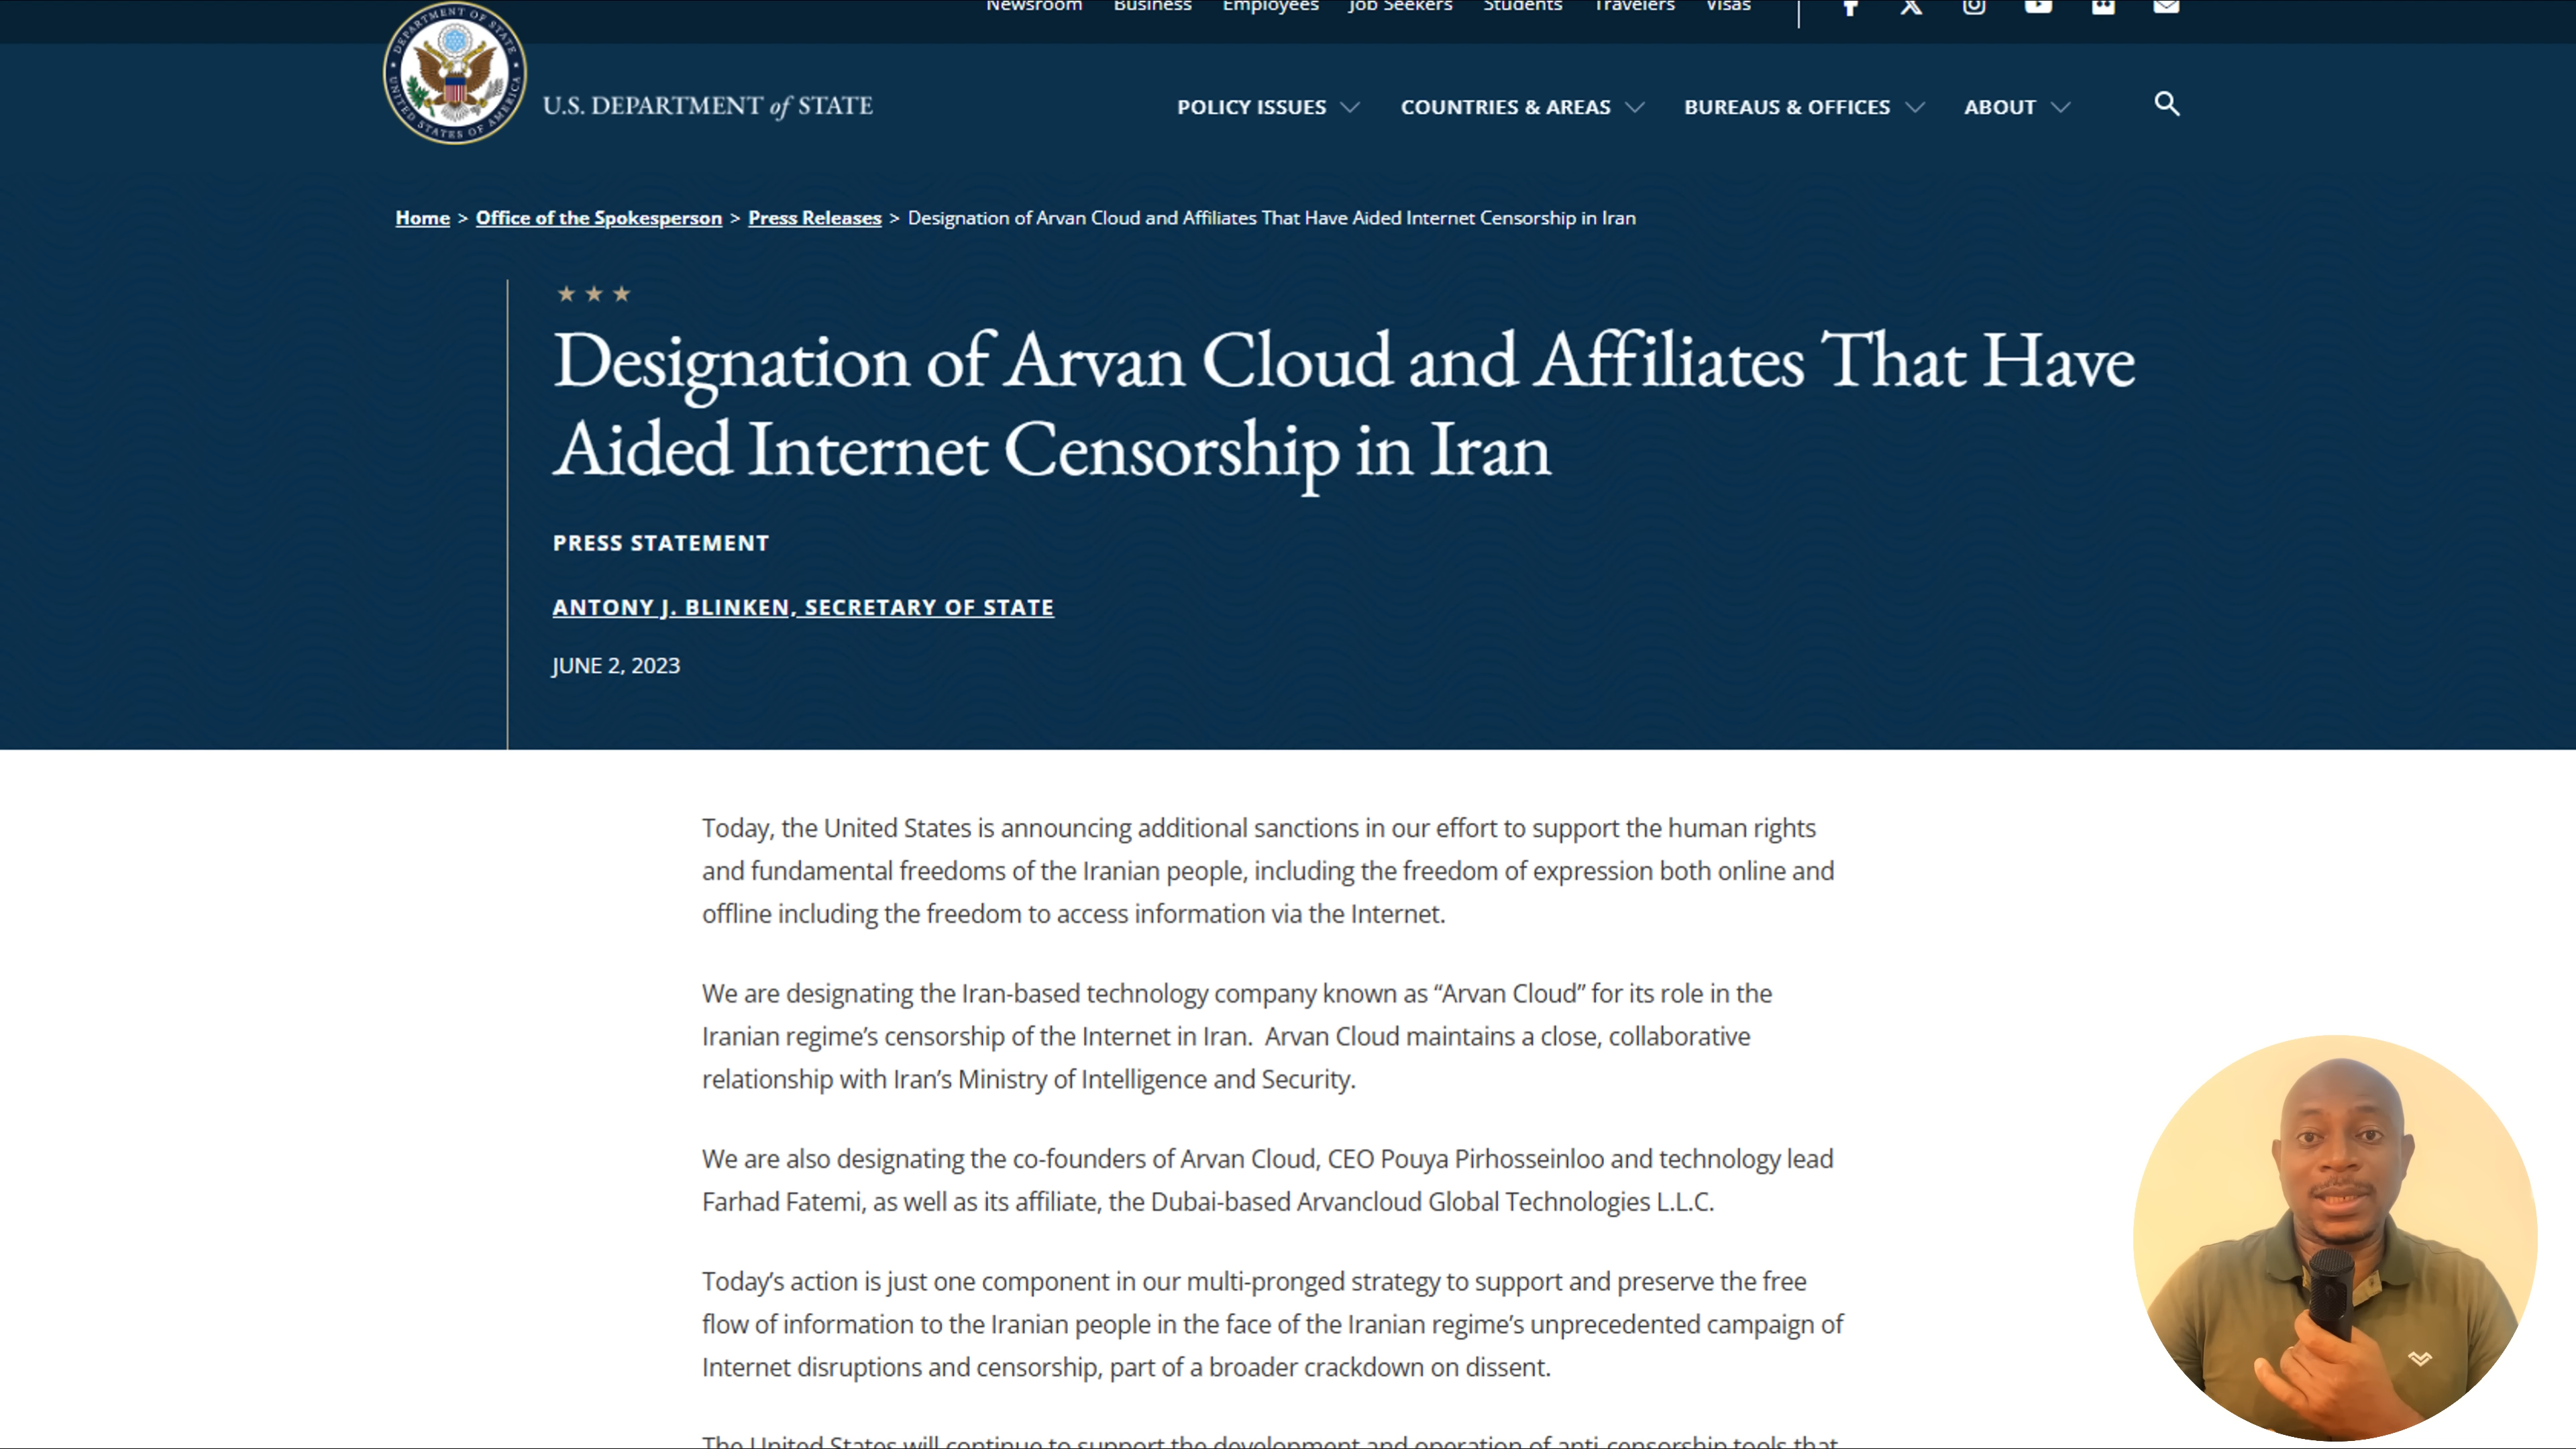 Newsroom Business Employees Job Seekers Students Travelers Visas
DEPARTMENT OF STATE
UNITED STATES OF AMERICA
U.S. DEPARTMENT of STATE
POLICY ISSUES COUNTRIES & AREAS BUREAUS & OFFICES ABOUT
Home > Office of the Spokesperson > Press Releases > Designation of Arvan Cloud and Affiliates That Have Aided Internet Censorship in Iran
Designation of Arvan Cloud and Affiliates That Have
Aided Internet Censorship in Iran
PRESS STATEMENT
ANTONY J. BLINKEN, SECRETARY OF STATE
JUNE 2, 2023
Today, the United States is announcing additional sanctions in our effort to support the human rights
and fundamental freedoms of the Iranian people, including the freedom of expression both online and
offline including the freedom to access information via the Internet.
We are designating the Iran-based technology company known as “Arvan Cloud” for its role in the
Iranian regime’s censorship of the Internet in Iran.  Arvan Cloud maintains a close, collaborative
relationship with Iran’s Ministry of Intelligence and Security.
We are also designating the co-founders of Arvan Cloud, CEO Pouya Pirhosseinloo and technology lead
Farhad Fatemi, as well as its affiliate, the Dubai-based Arvancloud Global Technologies L.L.C.
Today’s action is just one component in our multi-pronged strategy to support and preserve the free
flow of information to the Iranian people in the face of the Iranian regime’s unprecedented campaign of
Internet disruptions and censorship, part of a broader crackdown on dissent.
The United States will continue to support the development and operation of anti-censorship tools that